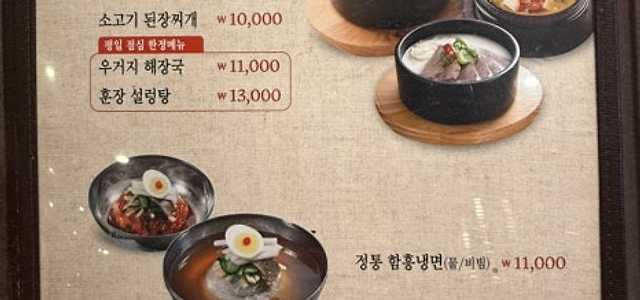 소고기 된장찌개 ₩10,000
평일 점심 한정메뉴
우거지 해장국 ₩11,000
훈장 설렁탕 ₩13,000
정통 함흥냉면(물/비빔) ₩11,000